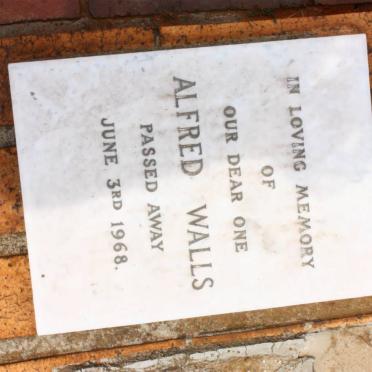 IN LOVING MEMORY
OF
OUR DEAR ONE
ALFRED WALLS
PASSED AWAY
JUNE 3RD 1968.